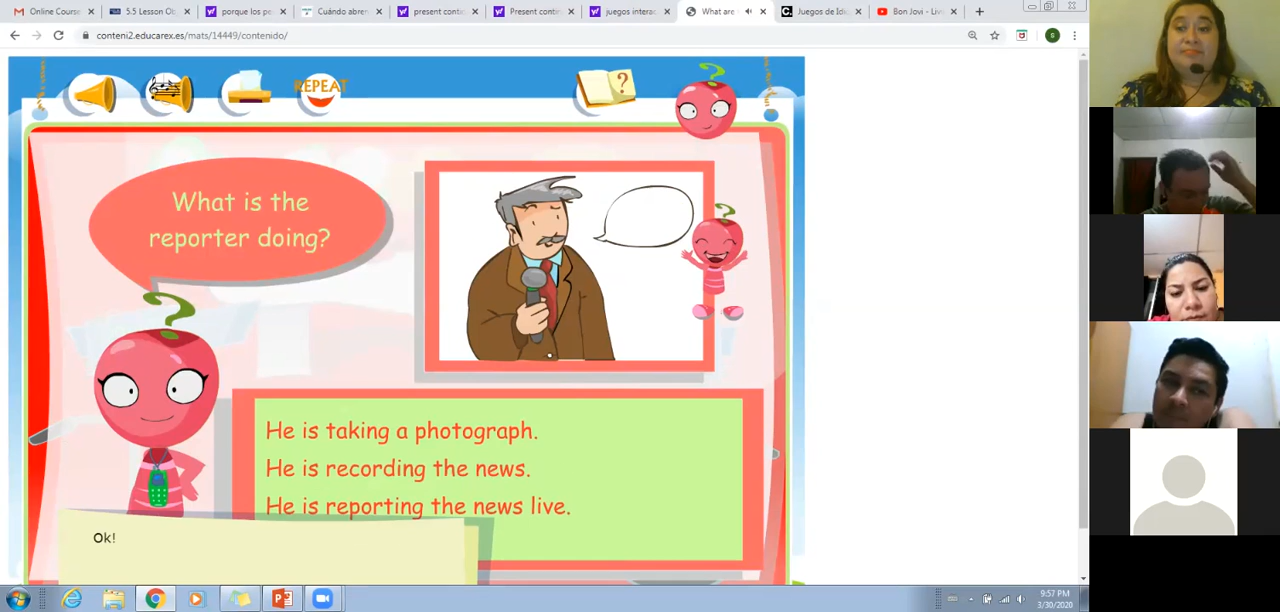 Online Course
5.5 Lesson Ob
porque los pe
Cuándo abren
present contin
Present contin
juegos interac
What are
Juegos de Idi
Bon Jovi - Liv
conteni2.educarex.es/mats/14449/contenido/
REPEAT
What is the
reporter doing?
He is taking a photograph.
He is recording the news.
He is reporting the news live.
Ok!
9:57 PM
3/30/2020